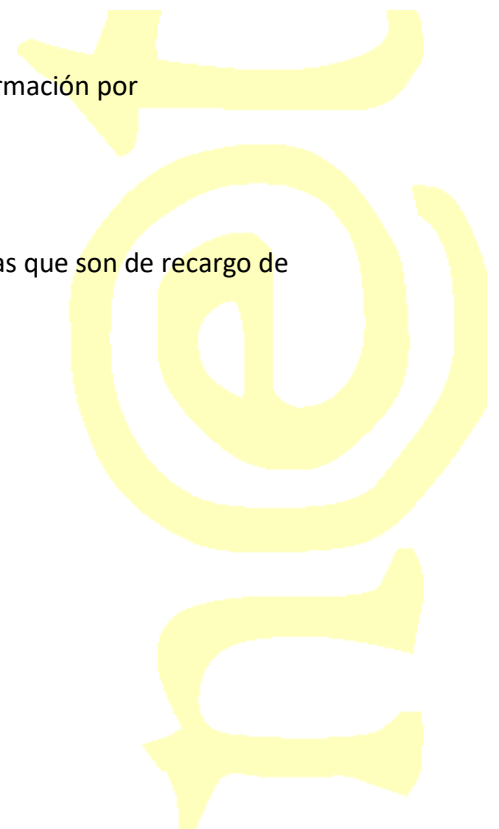 rmación por
as que son de recargo de
n@t